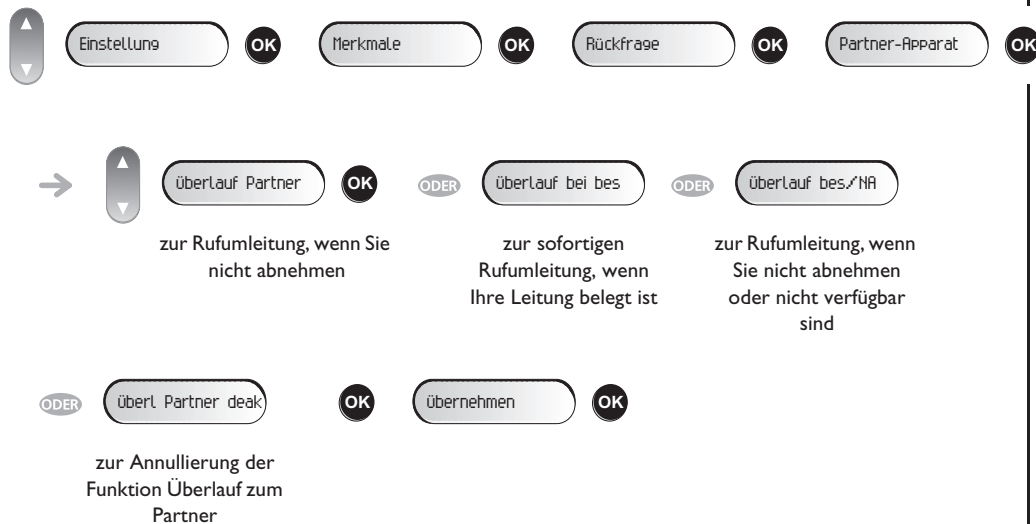 Einstellung OK Merkmale OK Rückfrage OK Partner-Apparat OK
überlauf Partner OK ODER überlauf bei bes ODER überlauf bes/NA
zur Rufumleitung, wenn Sie
nicht abnehmen
zur sofortigen
Rufumleitung, wenn
Ihre Leitung belegt ist
zur Rufumleitung, wenn
Sie nicht abnehmen
oder nicht verfügbar
sind
ODER überl Partner deak OK übernehmen OK
zur Annullierung der
Funktion Überlauf zum
Partner